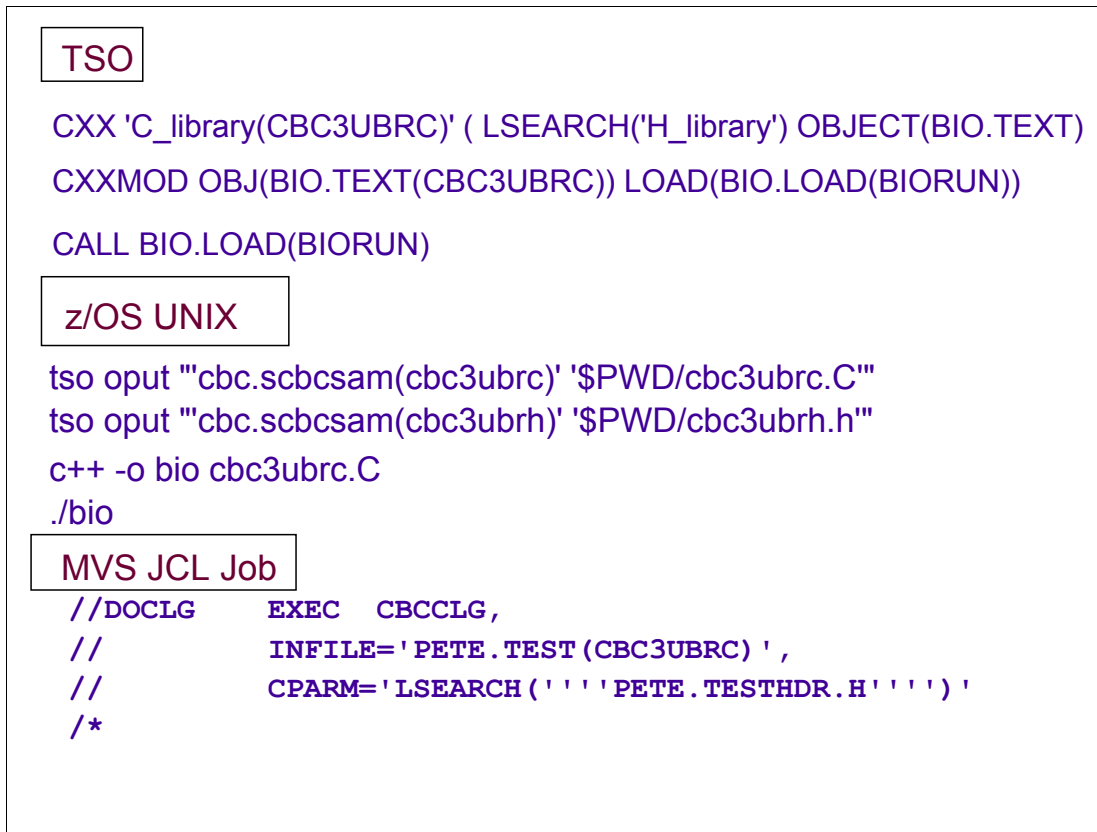 TSO
CXX 'C_library(CBC3UBRC)' ( LSEARCH('H_library') OBJECT(BIO.TEXT)
CXXMOD OBJ(BIO.TEXT(CBC3UBRC)) LOAD(BIO.LOAD(BIORUN))
CALL BIO.LOAD(BIORUN)
z/OS UNIX
tso oput "'cbc.scbcsam(cbc3ubrc)' '$PWD/cbc3ubrc.C'"
tso oput "'cbc.scbcsam(cbc3ubrh)' '$PWD/cbc3ubrh.h'"
c++ -o bio cbc3ubrc.C
./bio
MVS JCL Job
//DOCLG    EXEC  CBCCLG,
//         INFILE='PETE.TEST(CBC3UBRC)',
//         CPARM='LSEARCH(''''PETE.TESTHDR.H'''')'
/*